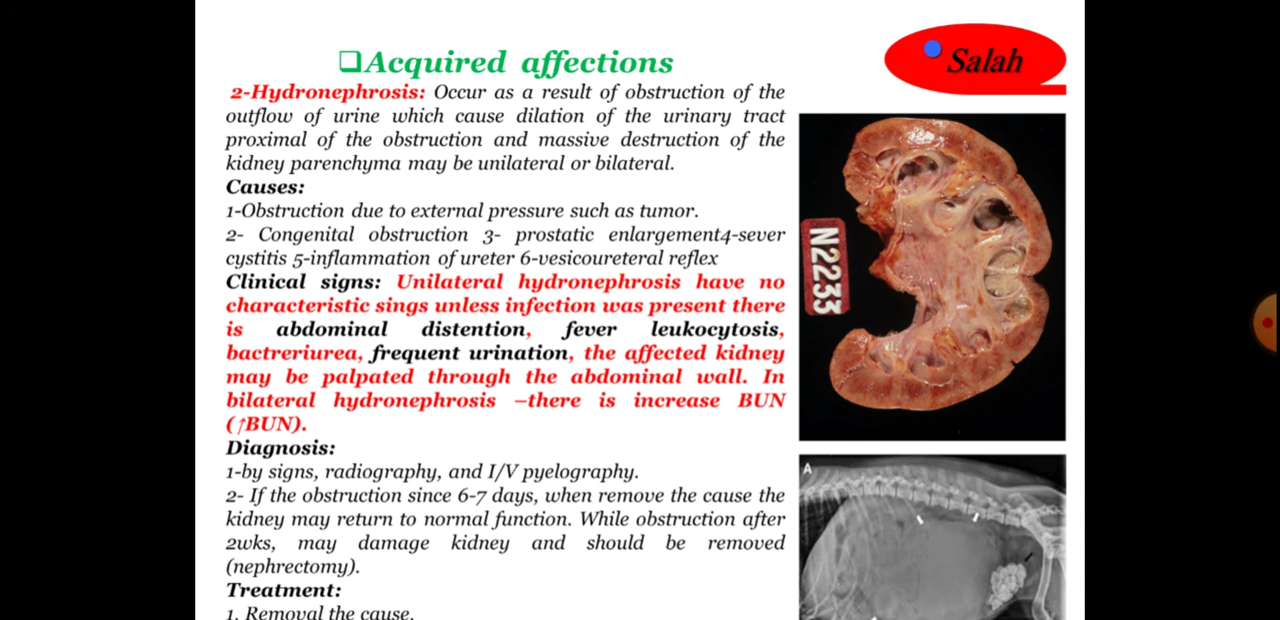 ❑Acquired affections
Salah
2-Hydronephrosis: Occur as a result of obstruction of the
outflow of urine which cause dilation of the urinary tract
proximal of the obstruction and massive destruction of the
kidney parenchyma may be unilateral or bilateral.
Causes:
1-Obstruction due to external pressure such as tumor.
2- Congenital obstruction 3- prostatic enlargement4-sever
cystitis 5-inflammation of ureter 6-vesicoureteral reflex
Clinical signs: Unilateral hydronephrosis have no
characteristic sings unless infection was present there
is abdominal distention, fever leukocytosis,
bactreriurea, frequent urination, the affected kidney
may be palpated through the abdominal wall. In
bilateral hydronephrosis –there is increase BUN
(↑BUN).
Diagnosis:
1-by signs, radiography, and I/V pyelography.
2- If the obstruction since 6-7 days, when remove the cause the
kidney may return to normal function. While obstruction after
2wks, may damage kidney and should be removed
(nephrectomy).
Treatment:
1. Removal the cause.
N2233
A